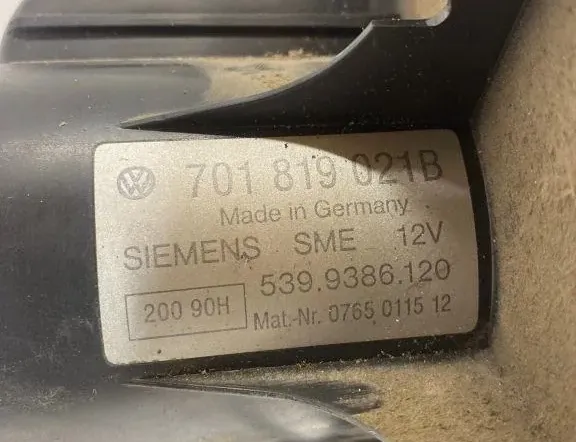 701 819 021B
Made in Germany
SIEMENS SME 12V
539.9386.120
200 90H
Mat.-Nr. 0765 0115 12